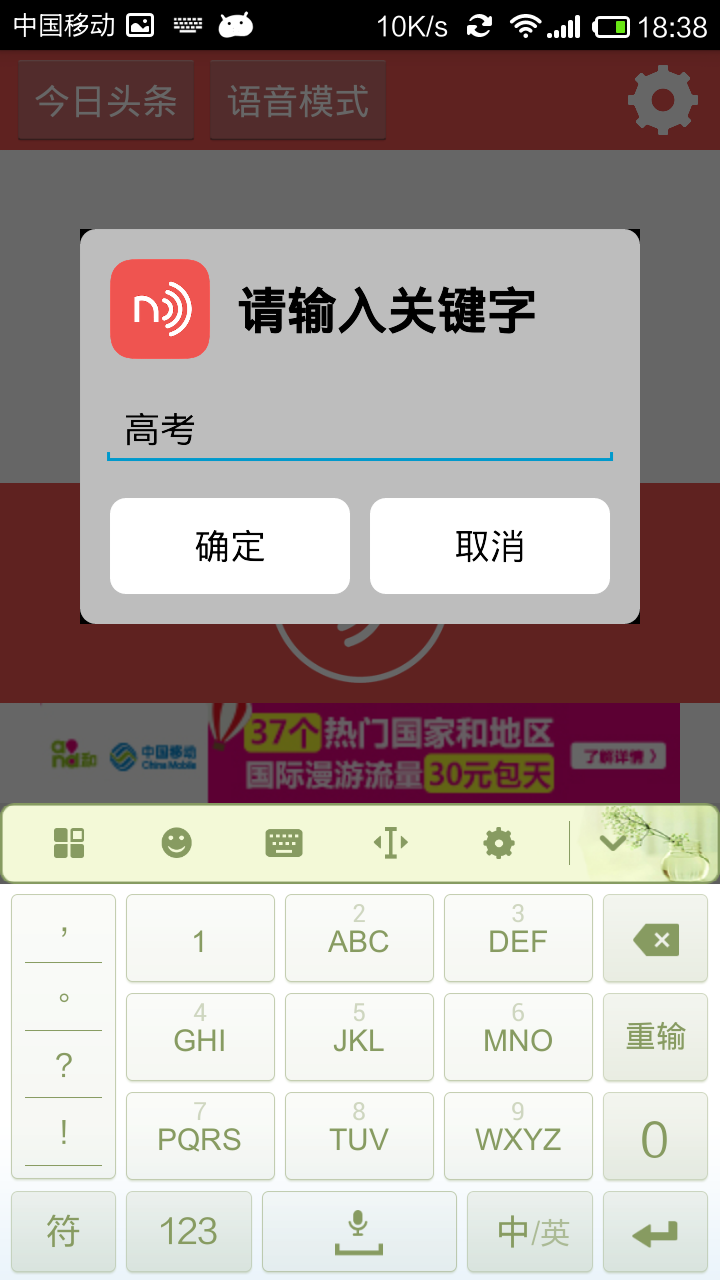 中国移动 10K/s 18:38
今日头条 语音模式
请输入关键字
高考
确定 取消
and 和动 中国移动 China Mobile
37个热门国家和地区
国际漫游流量30元包天
了解详情 》
, 1 2 ABC 3 DEF
。 4 GHI 5 JKL 6 MNO 重输
?
! 7 PQRS 8 TUV 9 WXYZ 0
符 123 中/英